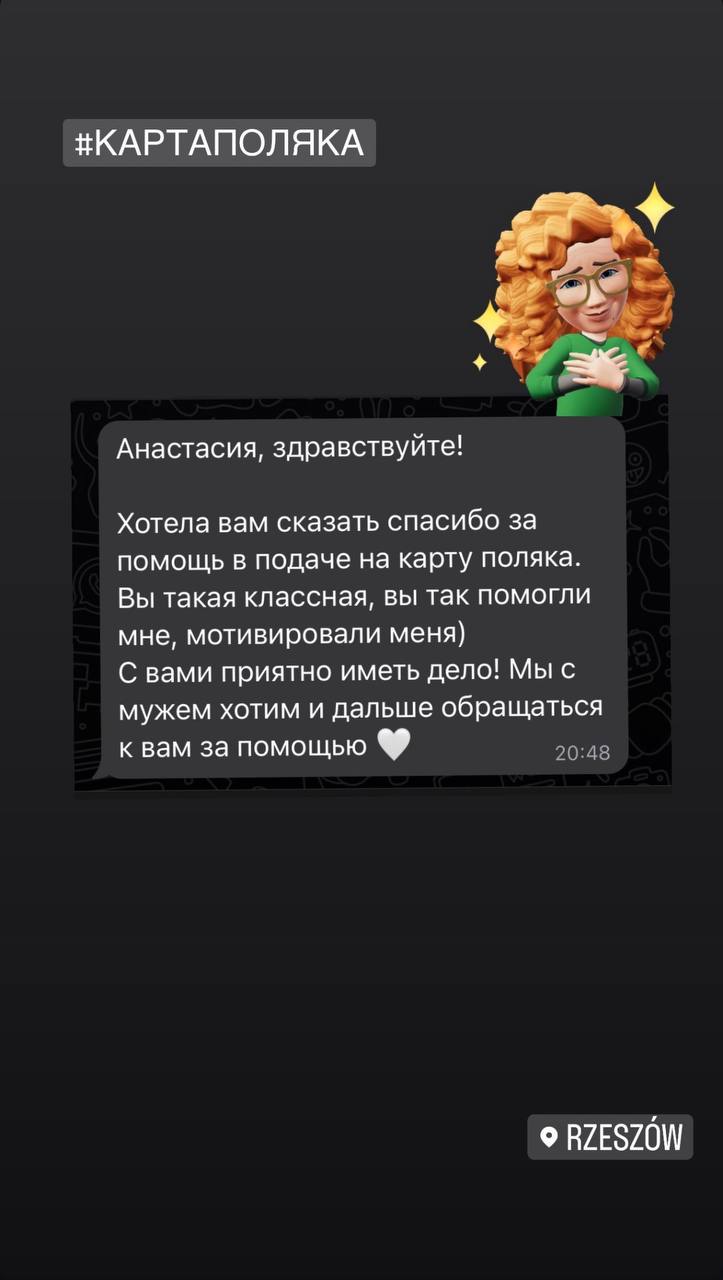 #КАРТАПОЛЯКА
Анастасия, здравствуйте!
Хотела вам сказать спасибо за
помощь в подаче на карту поляка.
Вы такая классная, вы так помогли
мне, мотивировали меня)
С вами приятно иметь дело! Мы с
мужем хотим и дальше обращаться
к вам за помощью 🤍
20:48
RZESZÓW